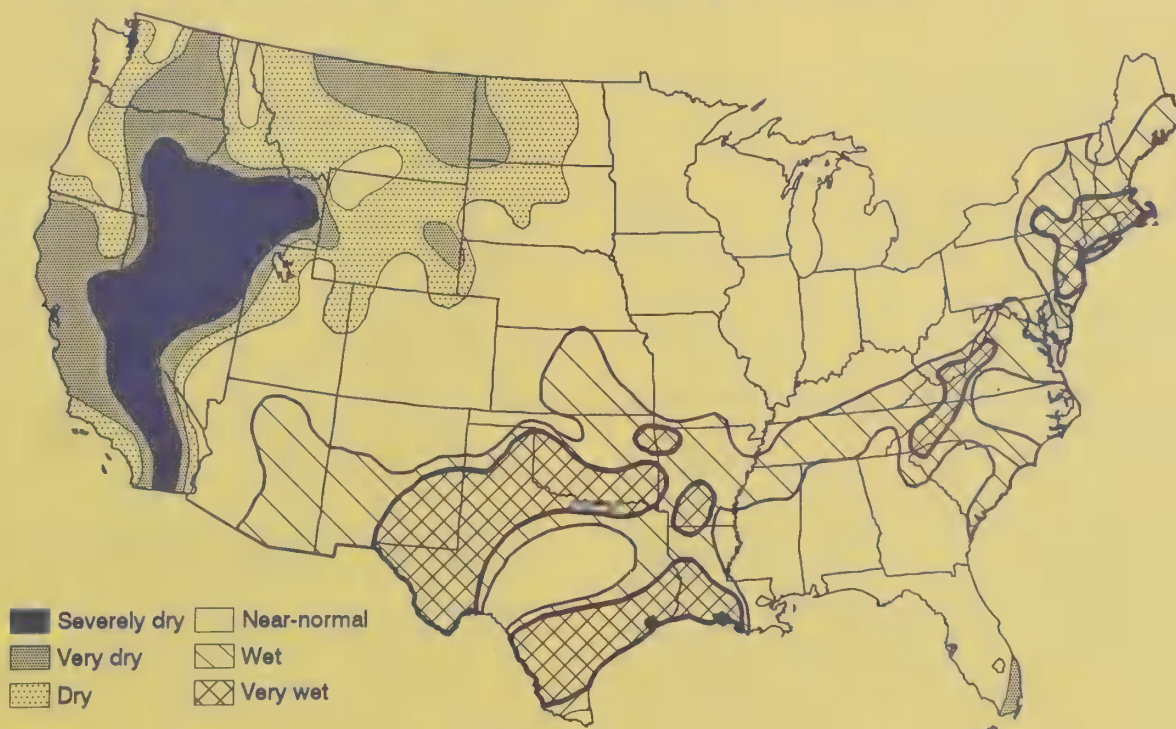 Severely dry
Near-normal
Very dry
Wet
Dry
Very wet